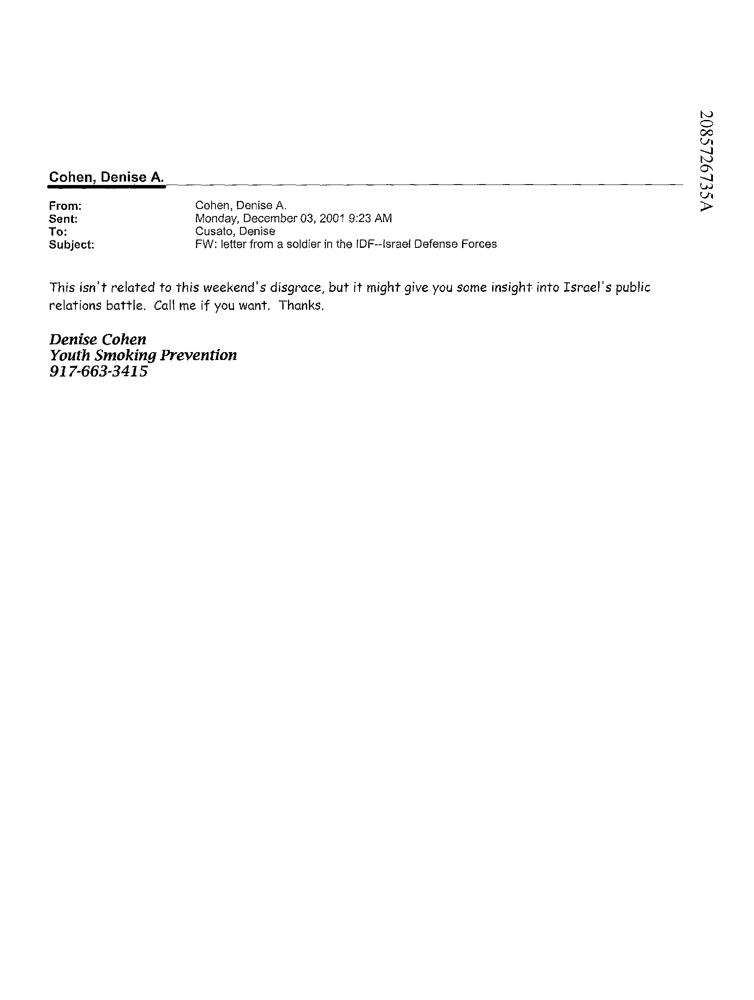 2085726735A
Cohen, Denise A.
From: Cohen, Denise A.
Sent: Monday, December 03, 2001 9:23 AM
To: Cusato, Denise
Subject: FW: letter from a soldier in the IDF--Israel Defense Forces
This isn't related to this weekend's disgrace, but it might give you some insight into Israel's public
relations battle. Call me if you want. Thanks.
Denise Cohen
Youth Smoking Prevention
917-663-3415